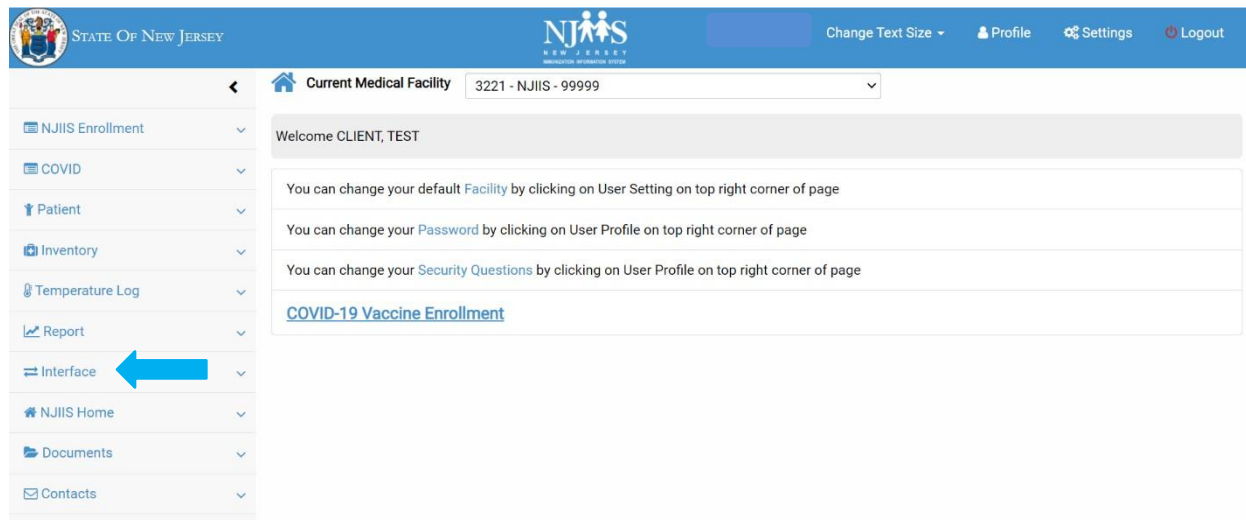 STATE OF NEW JERSEY
NJIIS
NEW JERSEY
IMMUNIZATION INFORMATION SYSTEM
Change Text Size
Profile
Settings
Logout
Current Medical Facility
3221 - NJIIS - 99999
NJIIS Enrollment
COVID
Patient
Inventory
Temperature Log
Report
Interface
NJIIS Home
Documents
Contacts
Welcome CLIENT, TEST
You can change your default Facility by clicking on User Setting on top right corner of page
You can change your Password by clicking on User Profile on top right corner of page
You can change your Security Questions by clicking on User Profile on top right corner of page
COVID-19 Vaccine Enrollment